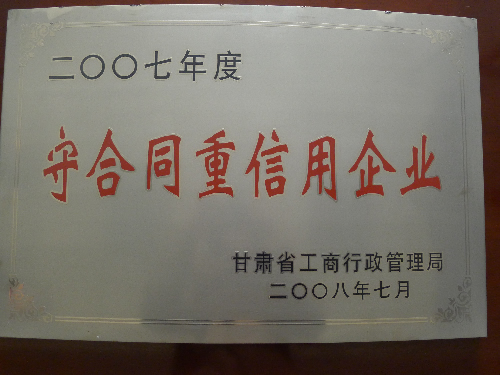 二〇〇七年度
守合同重信用企业
甘肃省工商行政管理局
二〇〇八年七月